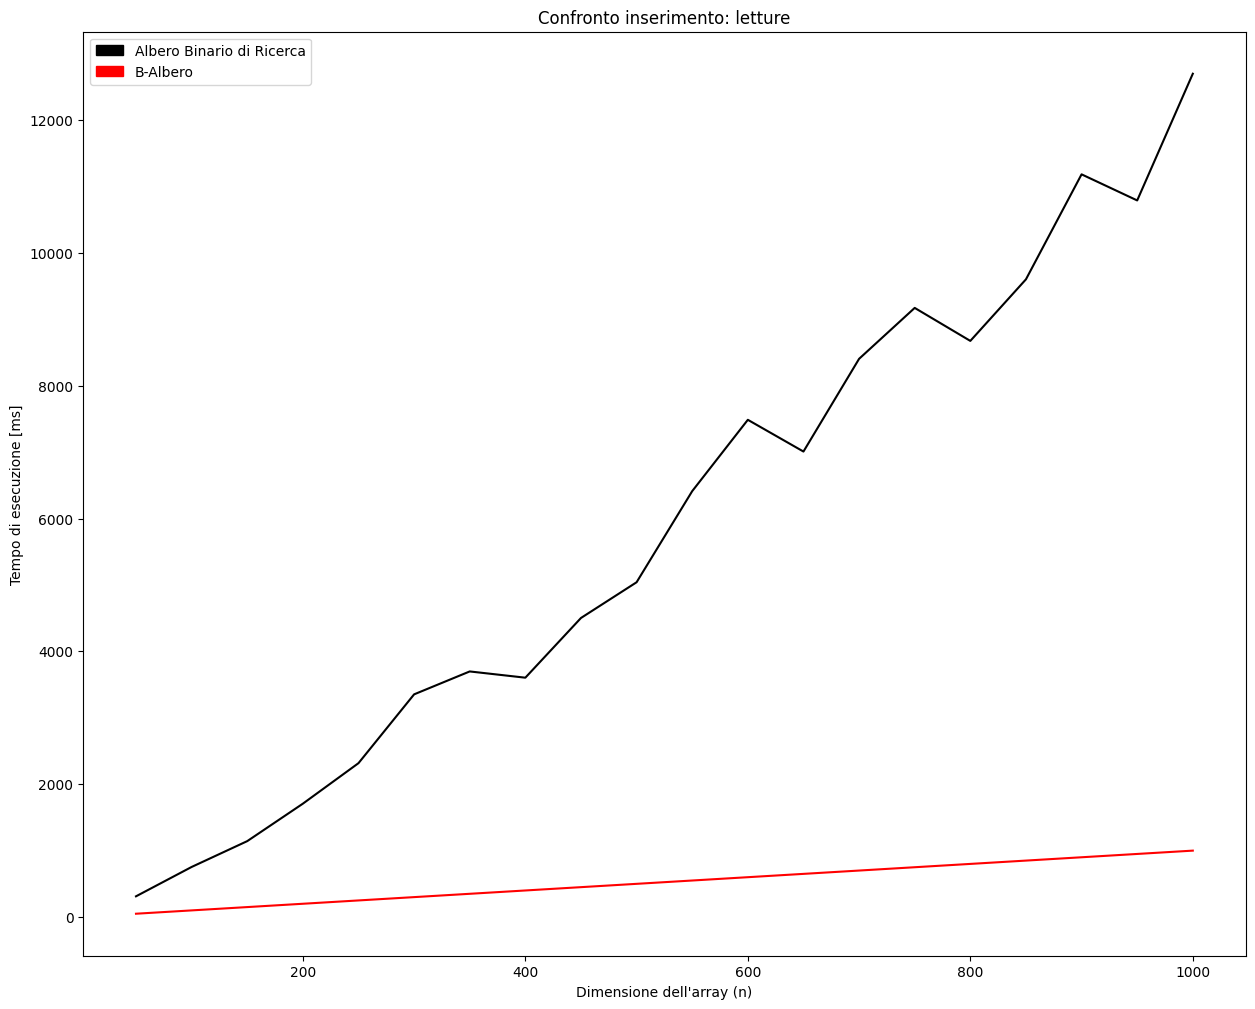 Confronto inserimento: letture
Albero Binario di Ricerca
B-Albero
Tempo di esecuzione [ms]
12000
10000
8000
6000
4000
2000
0
200 400 600 800 1000
Dimensione dell'array (n)